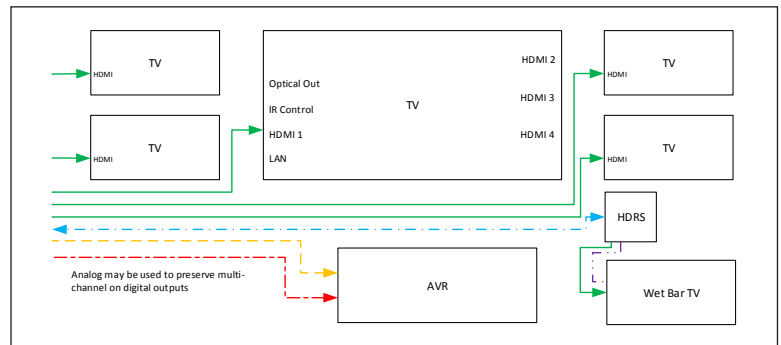 TV
HDMI
TV
HDMI
Optical Out
IR Control
HDMI 1
LAN
TV
HDMI 2
HDMI 3
HDMI 4
TV
HDMI
TV
HDMI
HDRS
Analog may be used to preserve multi-
channel on digital outputs
AVR
Wet Bar TV